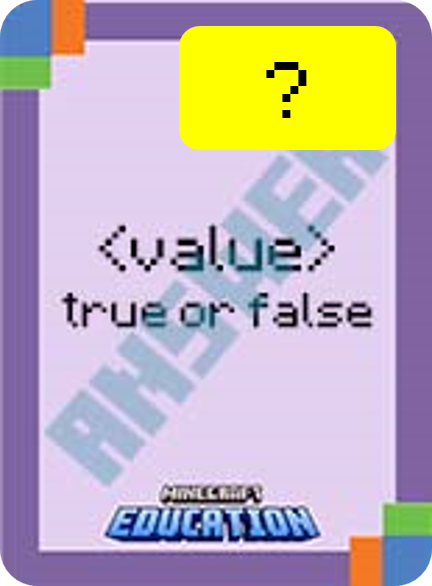 ?
<value>
true or false
ANSWER
MINECRAFT
EDUCATION